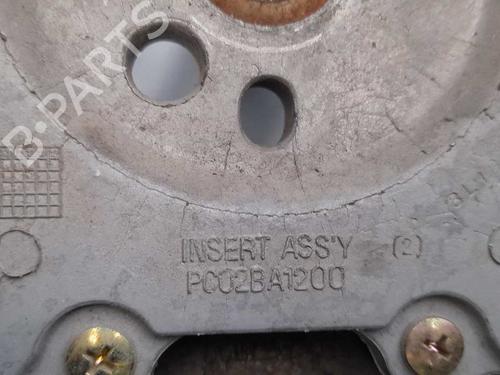 B-PARTS
INSERT ASS'Y (2)
PC02BA1200